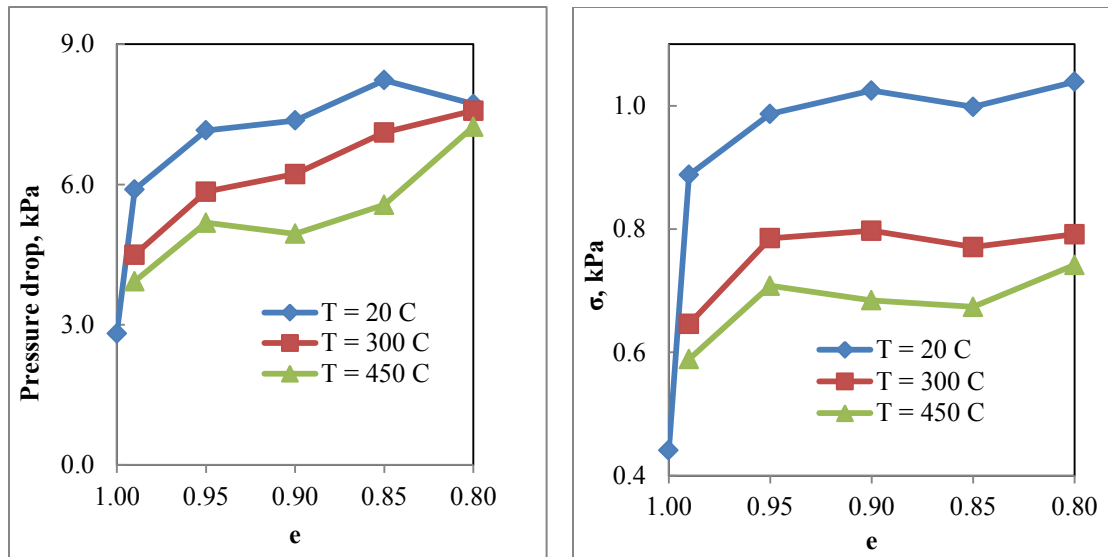 Pressure drop, kPa
9.0
6.0
3.0
0.0
T = 20 C
T = 300 C
T = 450 C
1.00 0.95 0.90 0.85 0.80
e
σ, kPa
1.0
0.8
0.6
0.4
T = 20 C
T = 300 C
T = 450 C
1.00 0.95 0.90 0.85 0.80
e